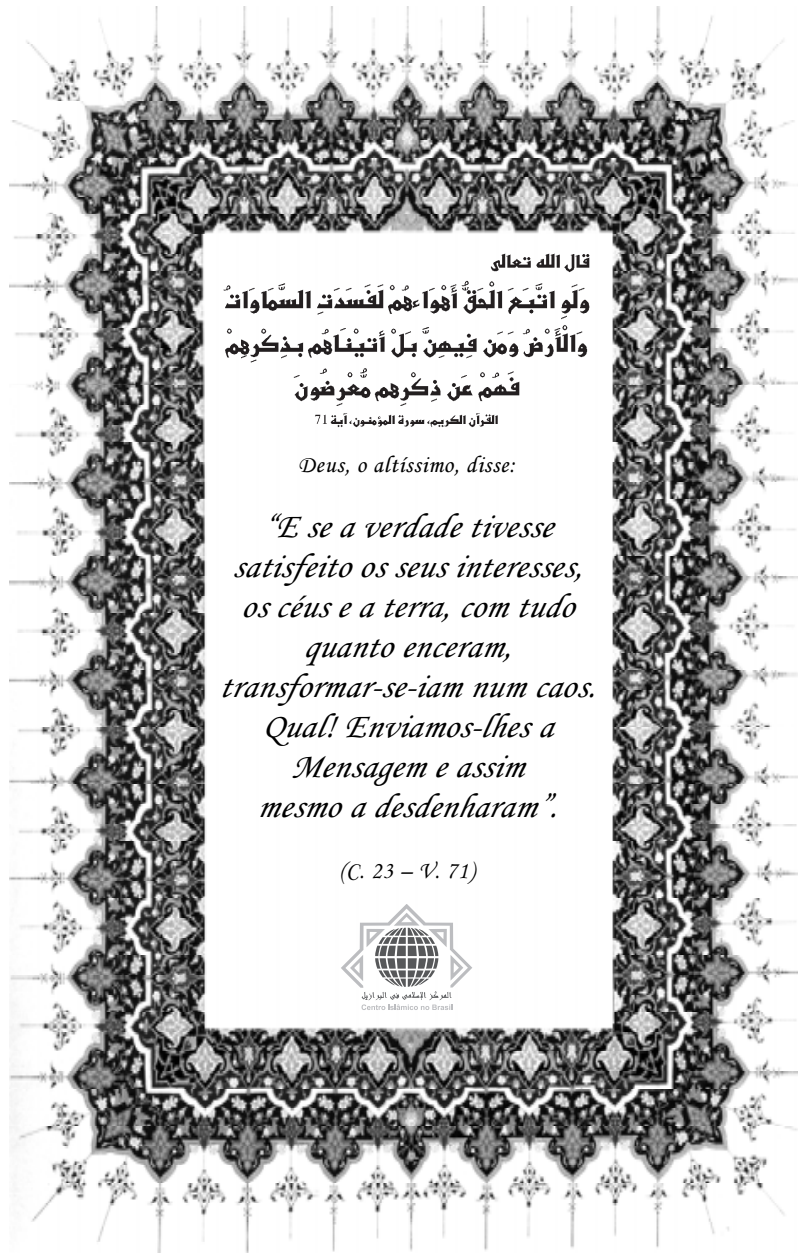 قال الله تعالى
وَلَوِ اتَّبَعَ الْحَقُّ أَهْوَاءهُمْ لَفَسَدَتِ السَّمَاوَاتُ
وَالْأَرْضُ وَمَن فِيهِنَّ بَلْ أَتَيْنَاهُم بِذِكْرِهِمْ
فَهُمْ عَن ذِكْرِهِم مُّعْرِضُونَ
القرآن الكريم، سورة المؤمنون، آية 71
Deus, o altíssimo, disse:
“E se a verdade tivesse
satisfeito os seus interesses,
os céus e a terra, com tudo
quanto enceram,
transformar-se-iam num caos.
Qual! Enviamos-lhes a
Mensagem e assim
mesmo a desdenharam”.
(C. 23 – V. 71)
المركز الإسلامي في البرازيل
Centro Islâmico no Brasil